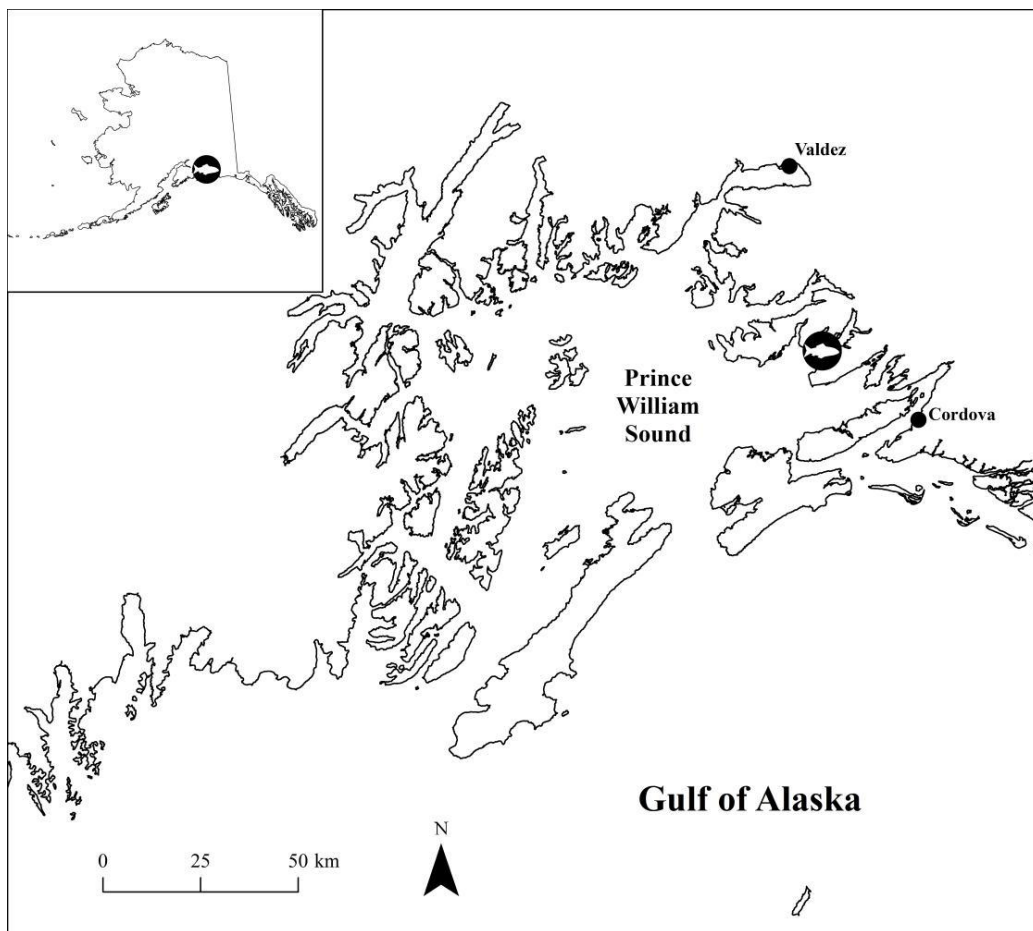 Valdez
Prince
William
Sound
Cordova
Gulf of Alaska
N
0 25 50 km